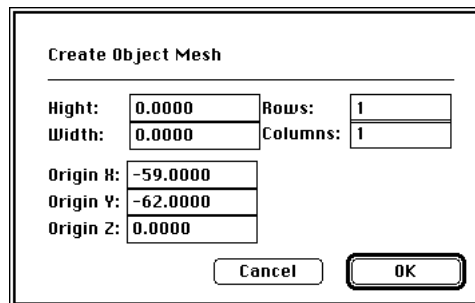 Create Object Mesh
Hight: 0.0000 Rows: 1
Width: 0.0000 Columns: 1
Origin X: -59.0000
Origin Y: -62.0000
Origin Z: 0.0000
Cancel OK